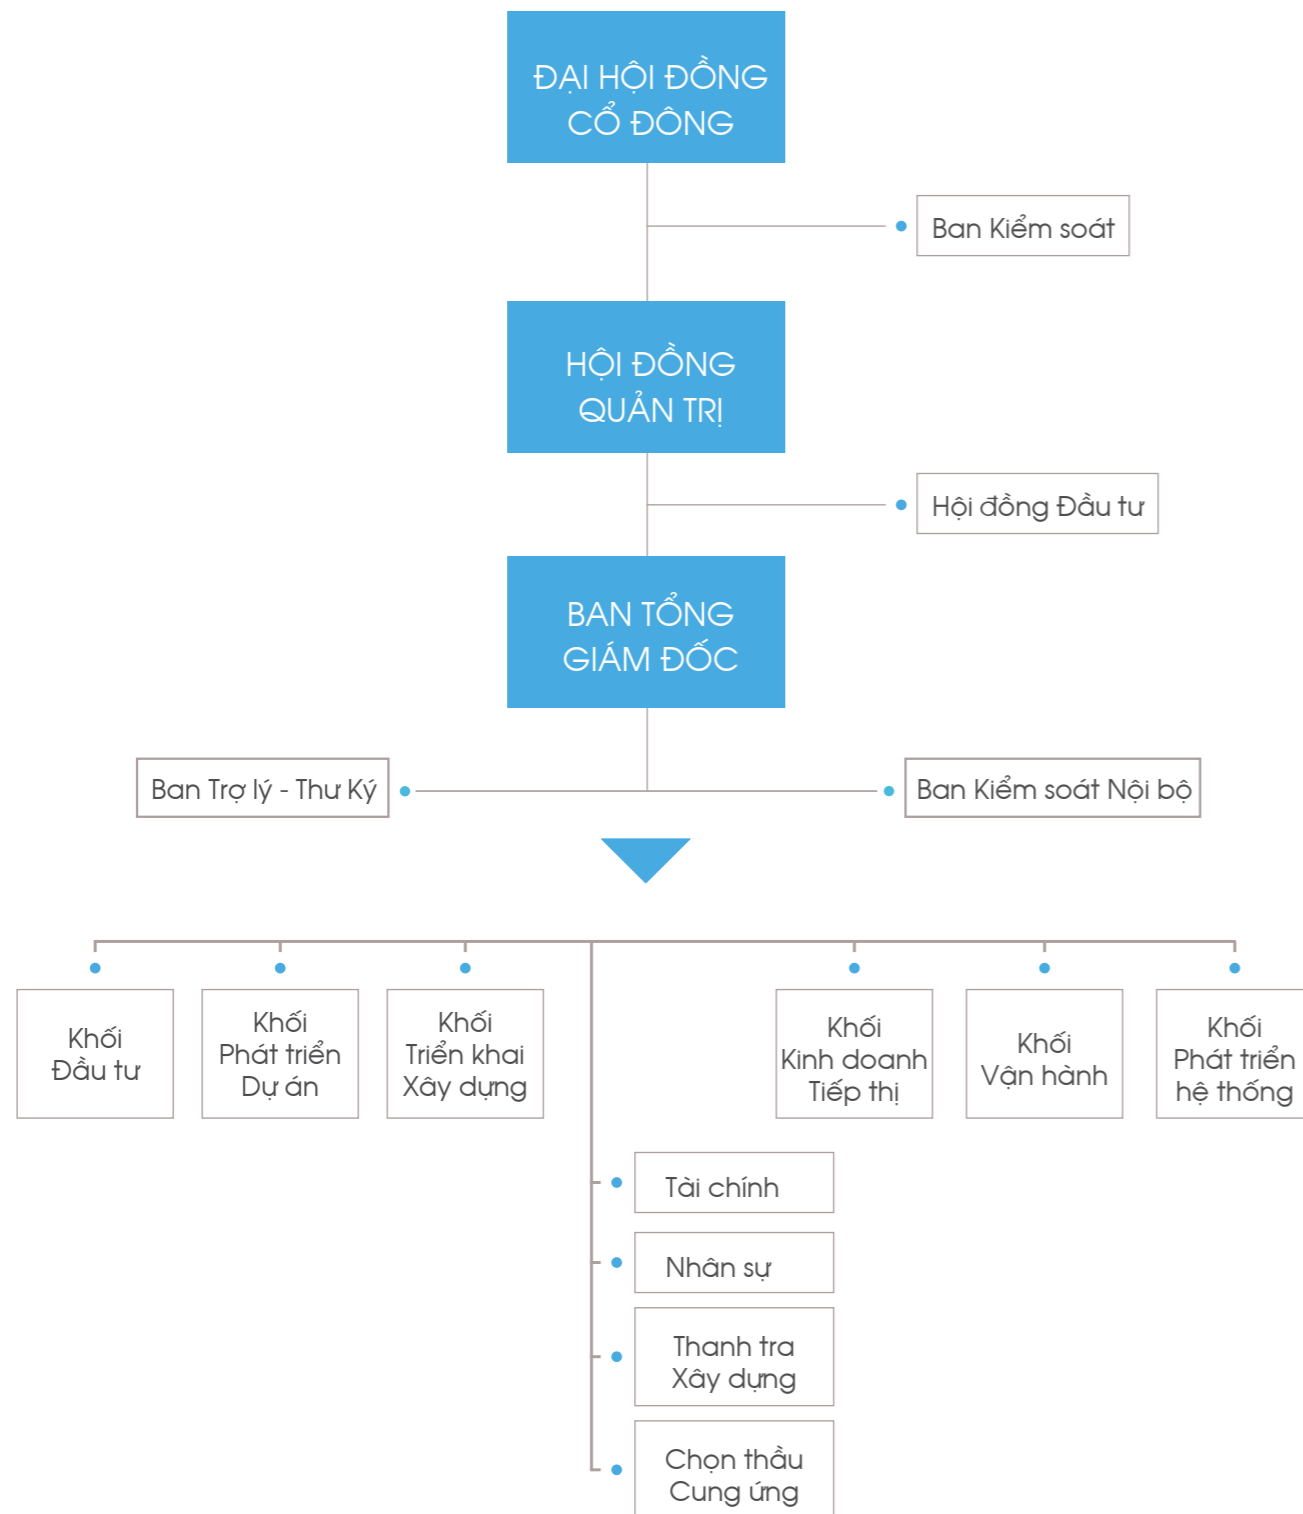 ĐẠI HỘI ĐỒNG
CỔ ĐÔNG
Ban Kiểm soát
HỘI ĐỒNG
QUẢN TRỊ
Hội đồng Đầu tư
BAN TỔNG
GIÁM ĐỐC
Ban Trợ lý - Thư Ký
Ban Kiểm soát Nội bộ
Khối
Đầu tư
Khối
Phát triển
Dự án
Khối
Triển khai
Xây dựng
Khối
Kinh doanh
Tiếp thị
Khối
Vận hành
Khối
Phát triển
hệ thống
Tài chính
Nhân sự
Thanh tra
Xây dựng
Chọn thầu
Cung ứng